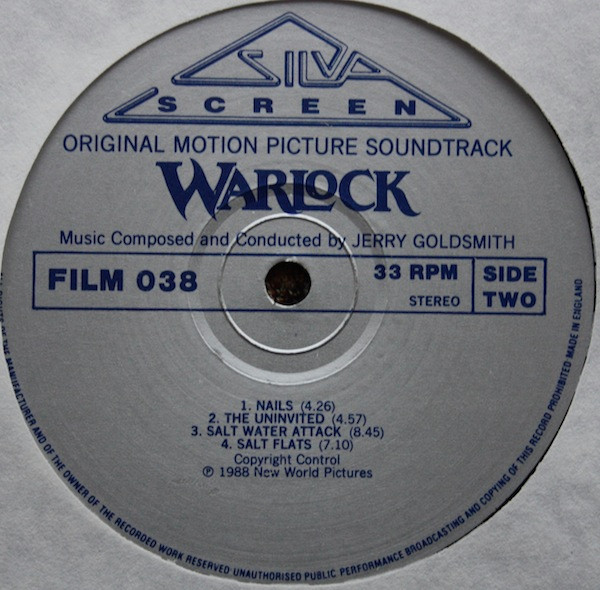 SILVA
SCREEN
ORIGINAL MOTION PICTURE SOUNDTRACK
WARLOCK
Music Composed and Conducted by JERRY GOLDSMITH
FILM 038
33 RPM
STEREO
SIDE
TWO
1. NAILS (4.26)
2. THE UNINVITED (4.57)
3. SALT WATER ATTACK (8.45)
4. SALT FLATS (7.10)
Copyright Control
℗ 1988 New World Pictures
OF THE MANUFACTURER AND OF THE OWNER OF THE RECORDED WORK RESERVED UNAUTHORISED PUBLIC PERFORMANCE BROADCASTING AND COPYING OF THIS RECORD PROHIBITED MADE IN ENGLAND